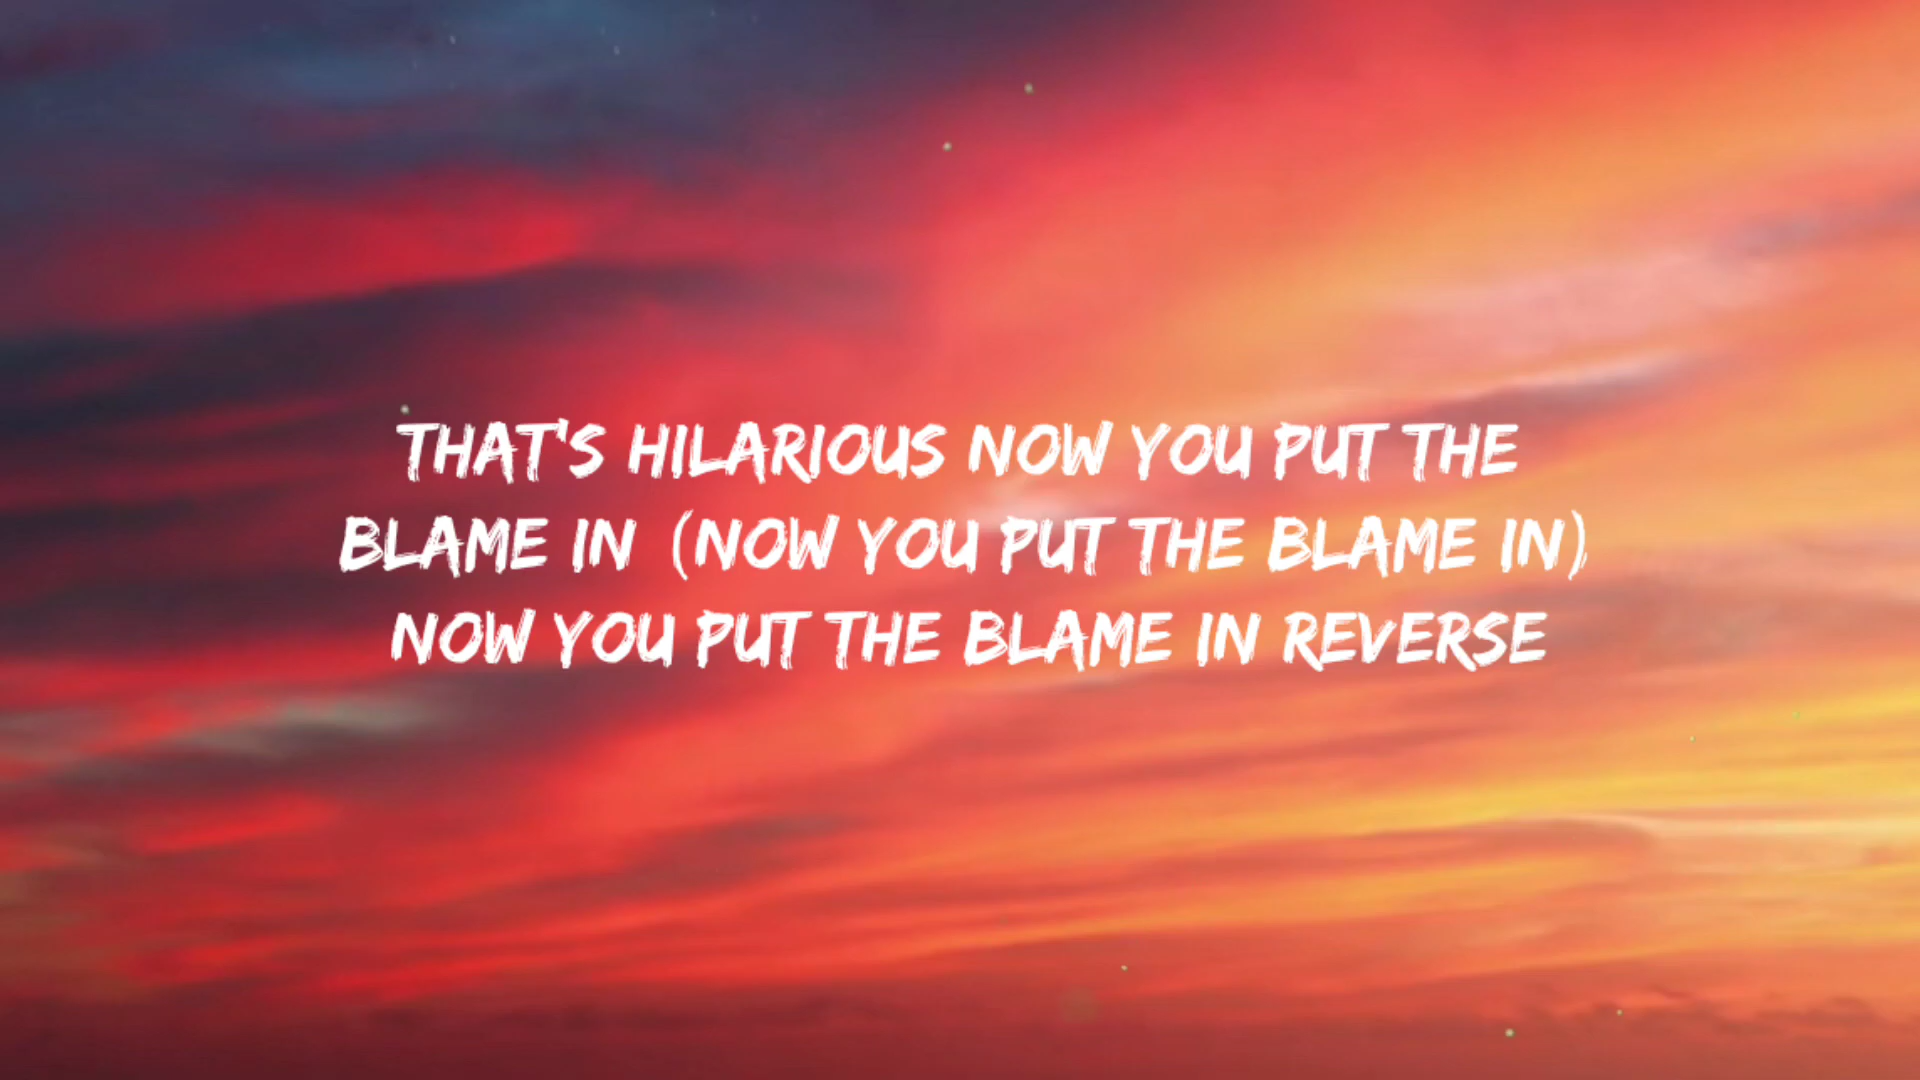 THAT'S HILARIOUS NOW YOU PUT THE
BLAME IN (NOW YOU PUT THE BLAME IN)
NOW YOU PUT THE BLAME IN REVERSE